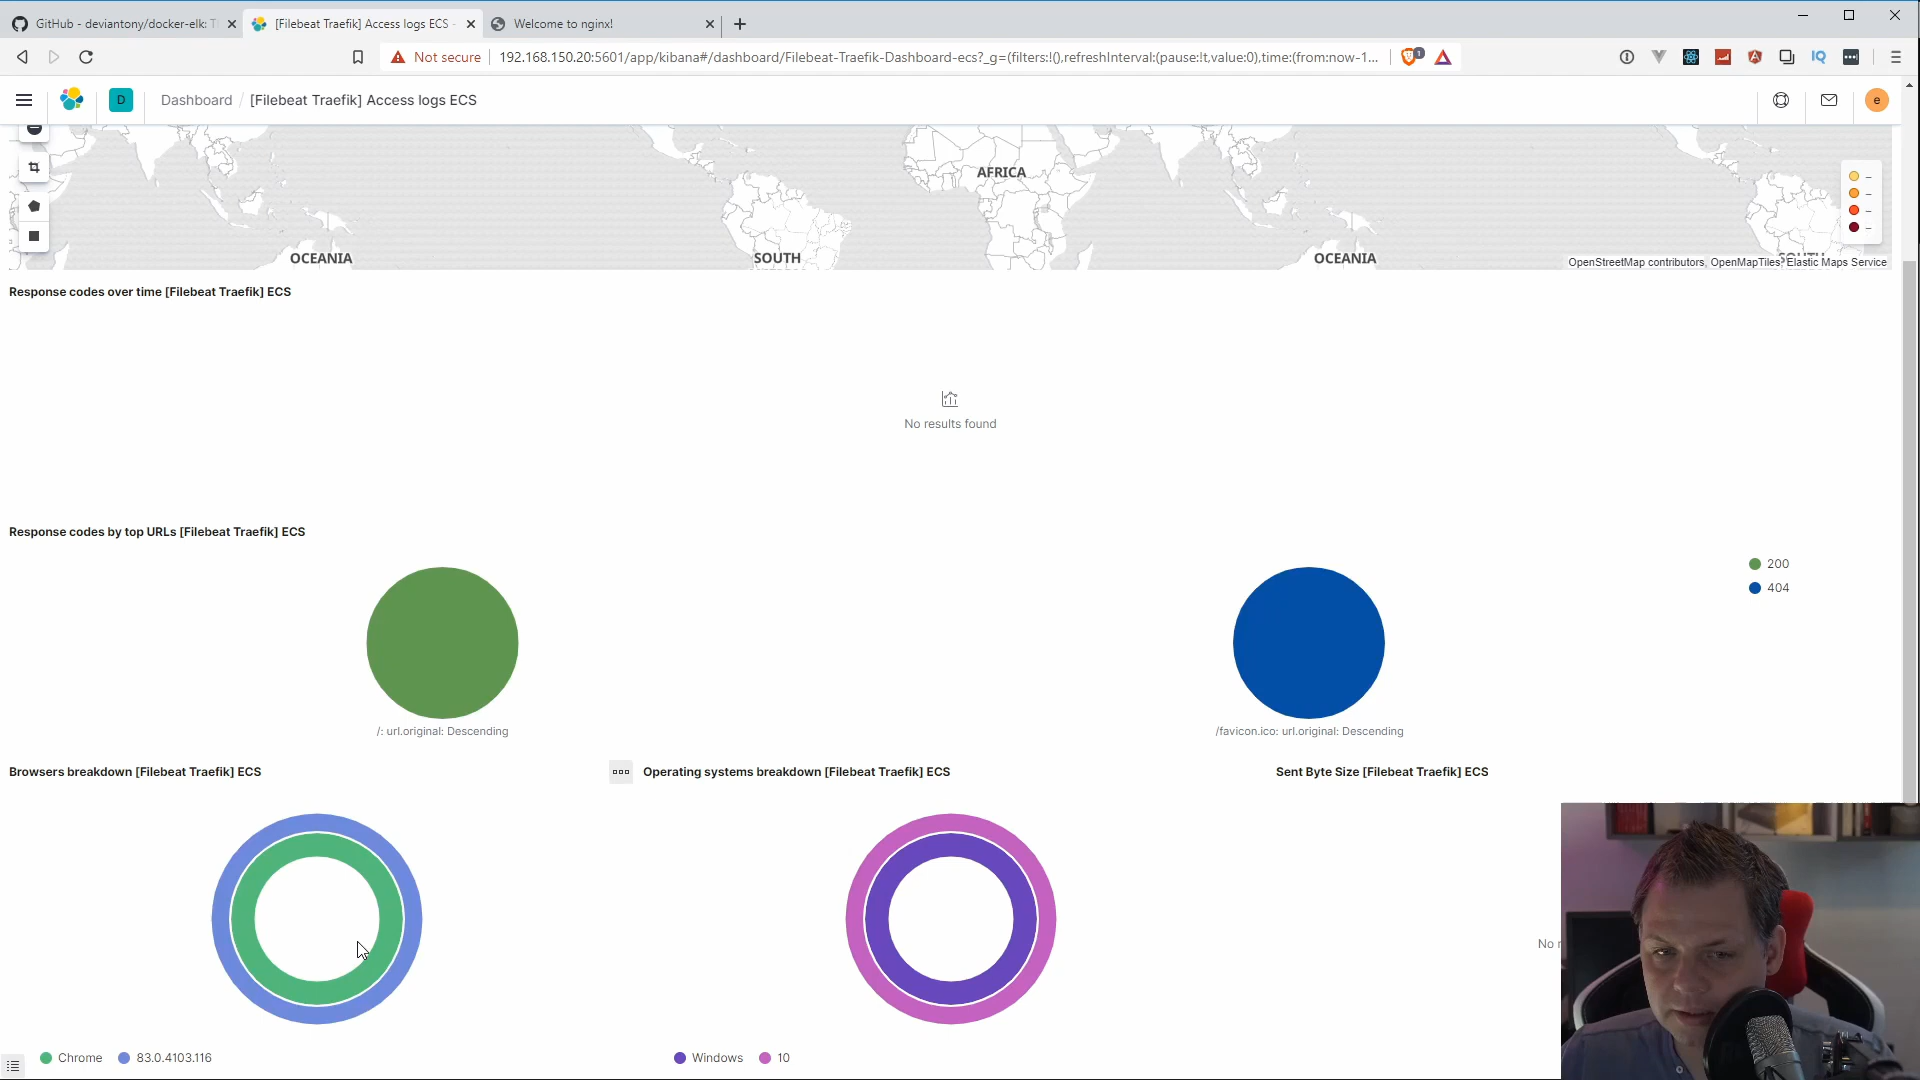 GitHub - deviantony/docker-elk: T
[Filebeat Traefik] Access logs ECS -
Welcome to nginx!
Not secure
192.168.150.20:5601/app/kibana#/dashboard/Filebeat-Traefik-Dashboard-ecs?_g=(filters:!(),refreshInterval:(pause:!t,value:0),time:(from:now-1...
1
IQ
D
Dashboard / [Filebeat Traefik] Access logs ECS
e
AFRICA
OCEANIA
SOUTH
OCEANIA
SOUTH
–
–
–
–
OpenStreetMap contributors, OpenMapTiles, Elastic Maps Service
Response codes over time [Filebeat Traefik] ECS
No results found
Response codes by top URLs [Filebeat Traefik] ECS
200
404
/: url.original: Descending
/favicon.ico: url.original: Descending
Browsers breakdown [Filebeat Traefik] ECS
Operating systems breakdown [Filebeat Traefik] ECS
Sent Byte Size [Filebeat Traefik] ECS
No
Chrome
83.0.4103.116
Windows
10